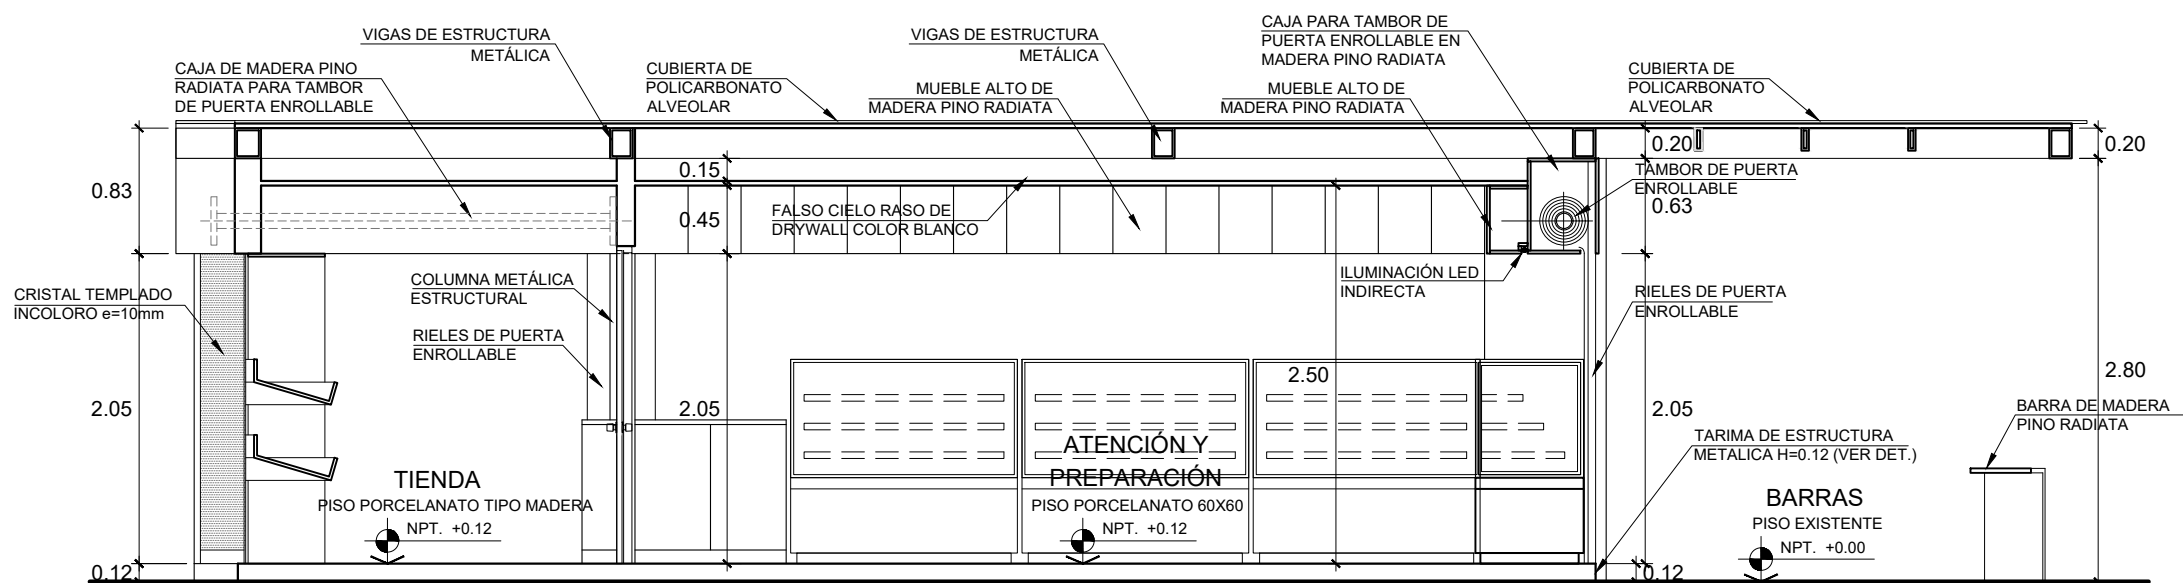 VIGAS DE ESTRUCTURA
METÁLICA
CAJA DE MADERA PINO
RADIATA PARA TAMBOR
DE PUERTA ENROLLABLE
CUBIERTA DE
POLICARBONATO
ALVEOLAR
VIGAS DE ESTRUCTURA
METÁLICA
MUEBLE ALTO DE
MADERA PINO RADIATA
CAJA PARA TAMBOR DE
PUERTA ENROLLABLE EN
MADERA PINO RADIATA
MUEBLE ALTO DE
MADERA PINO RADIATA
CUBIERTA DE
POLICARBONATO
ALVEOLAR
0.20
0.20
0.15
TAMBOR DE PUERTA
ENROLLABLE
0.83
0.45
0.63
FALSO CIELO RASO DE
DRYWALL COLOR BLANCO
COLUMNA METÁLICA
ESTRUCTURAL
ILUMINACIÓN LED
INDIRECTA
CRISTAL TEMPLADO
INCOLORO e=10mm
RIELES DE PUERTA
ENROLLABLE
RIELES DE PUERTA
ENROLLABLE
2.50
2.80
2.05
2.05
2.05
BARRA DE MADERA
PINO RADIATA
TARIMA DE ESTRUCTURA
METALICA H=0.12 (VER DET.)
TIENDA
PISO PORCELANATO TIPO MADERA
NPT. +0.12
ATENCIÓN Y
PREPARACIÓN
PISO PORCELANATO 60X60
NPT. +0.12
BARRAS
PISO EXISTENTE
NPT. +0.00
0.12
0.12